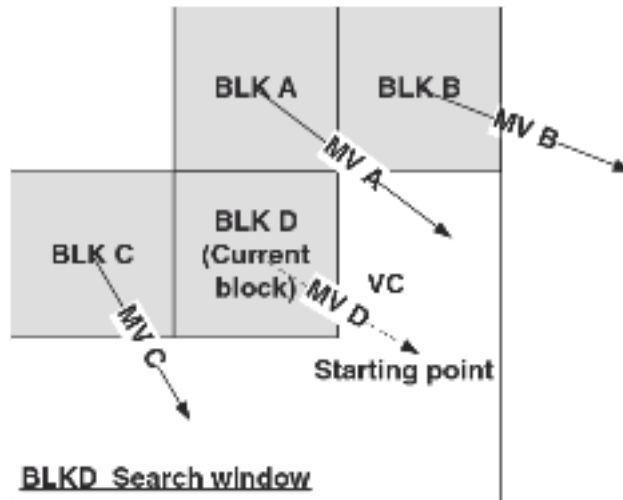 BLK A
BLK B
MV B
MV A
BLK C
BLK D
(Current
block)
VC
MV D
MV C
Starting point
BLKD Search window